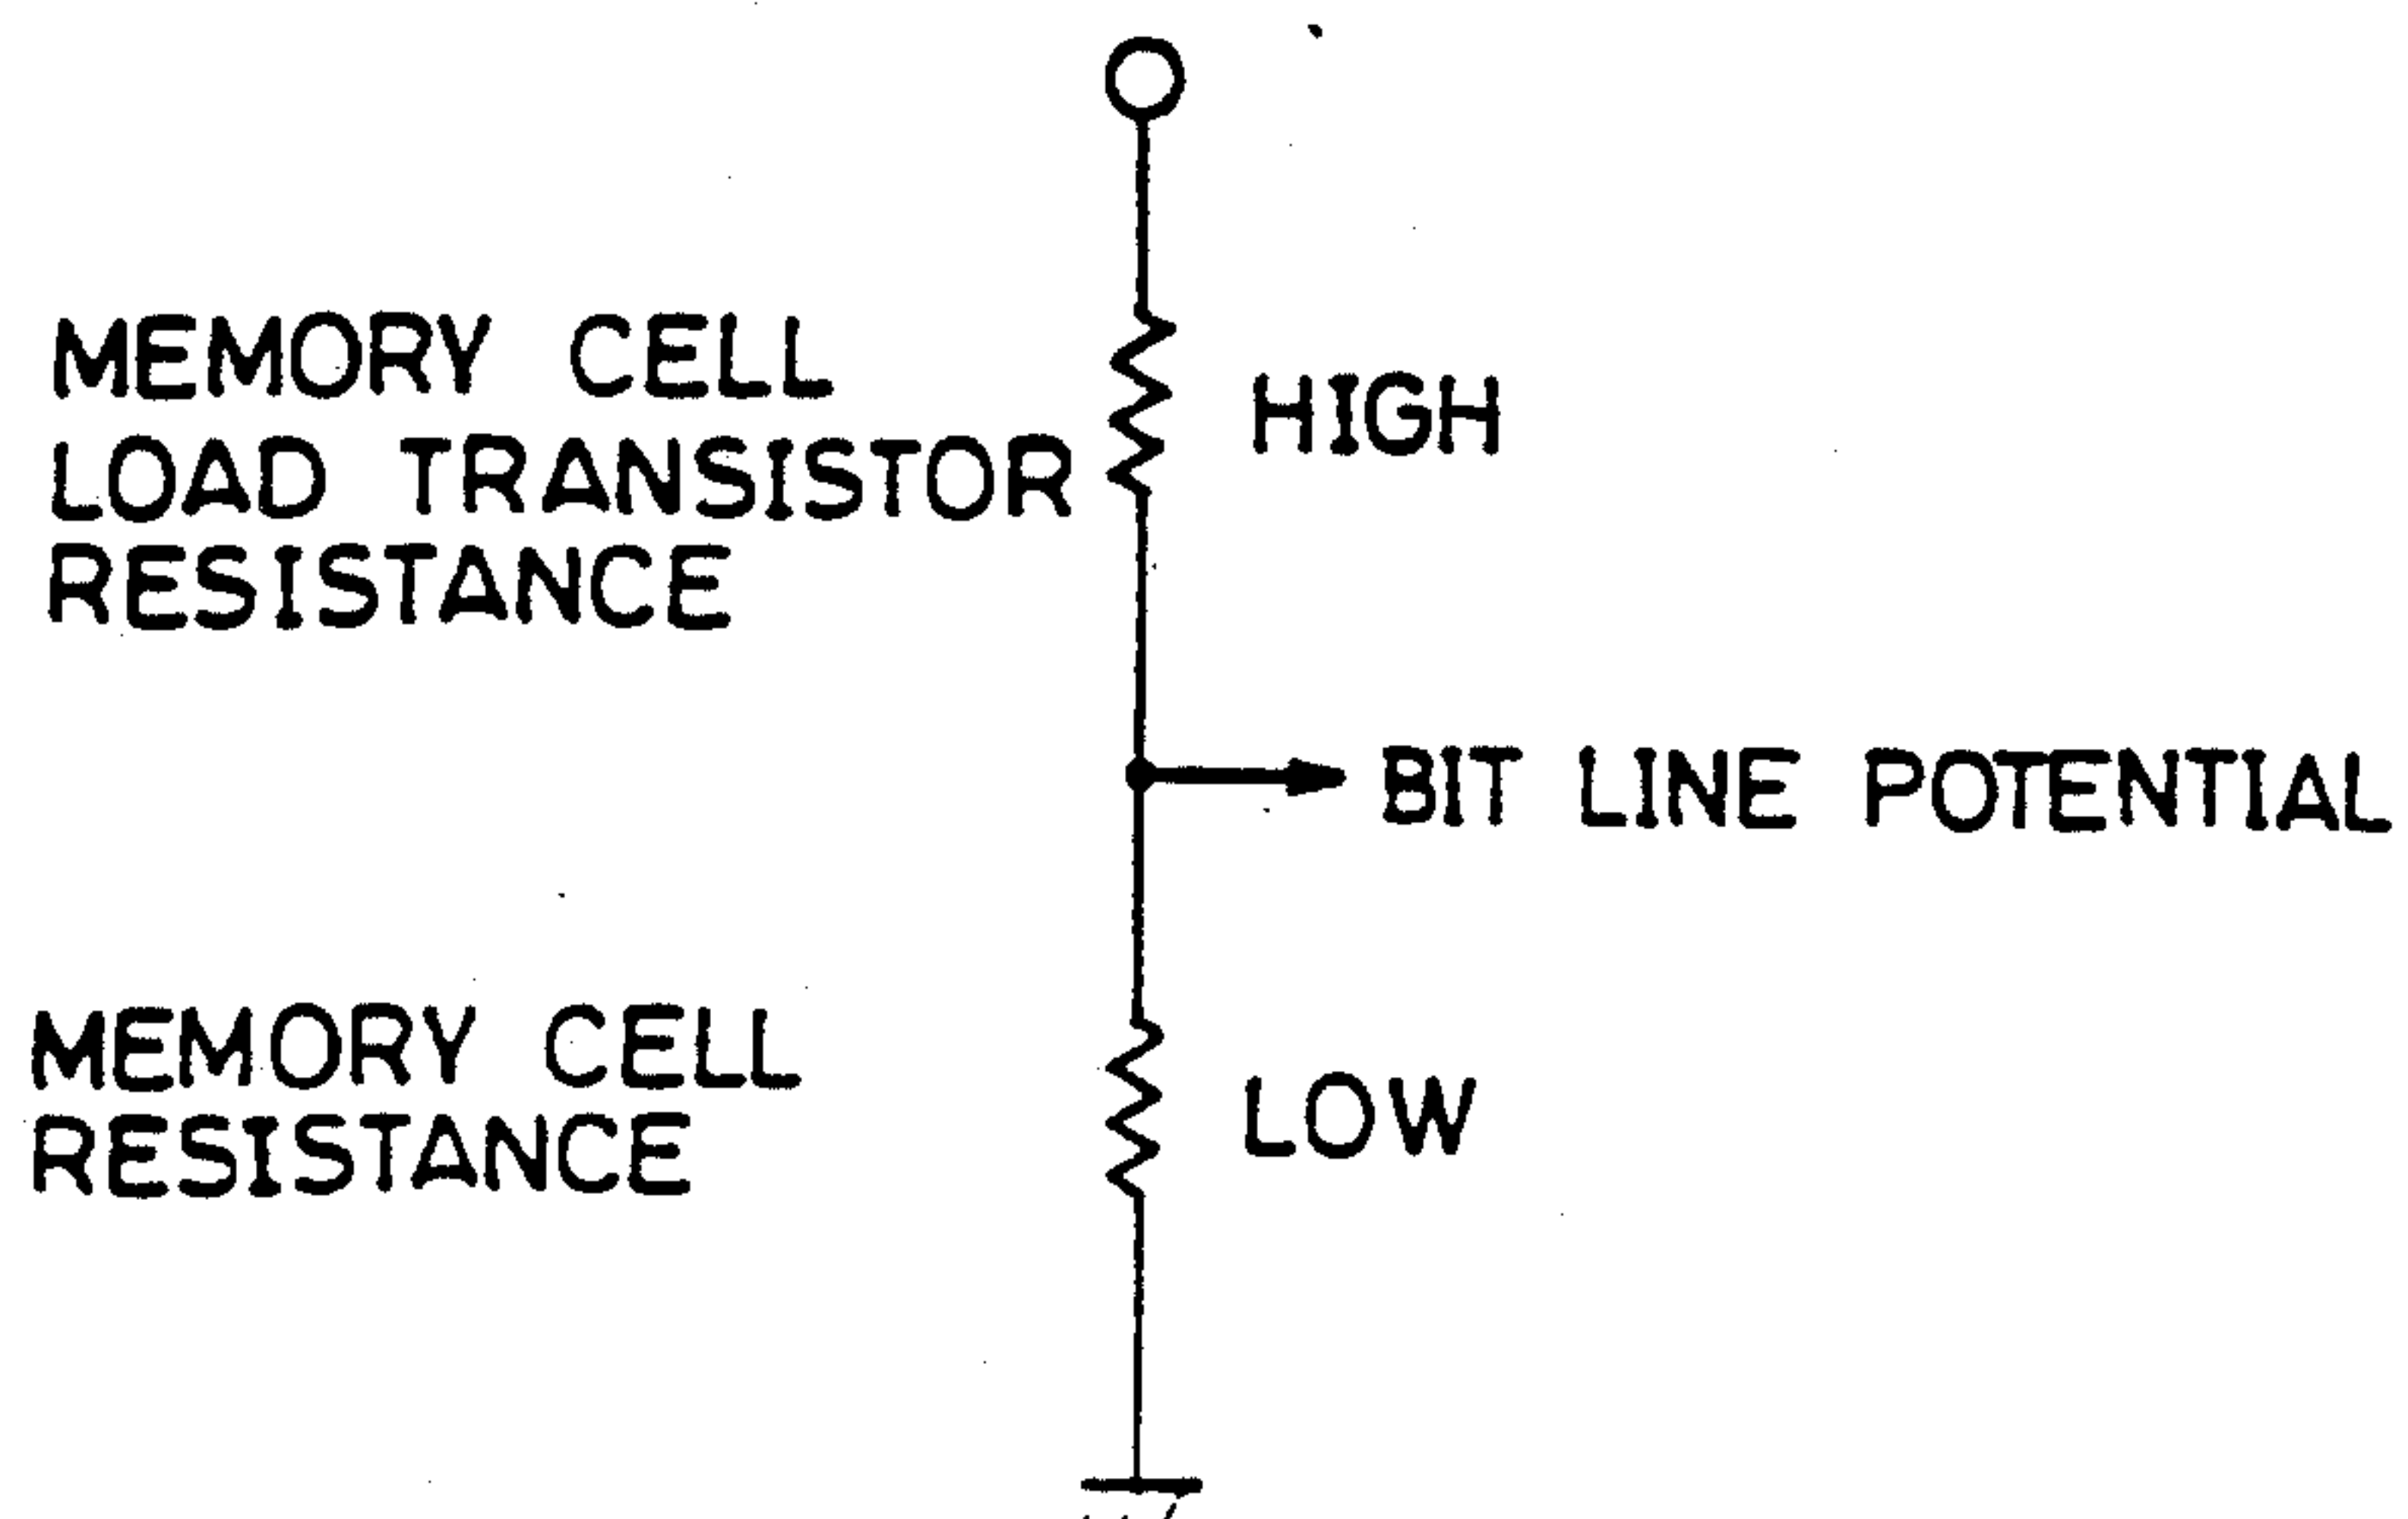 MEMORY CELL
LOAD TRANSISTOR
RESISTANCE
HIGH
BIT LINE POTENTIAL
MEMORY CELL
RESISTANCE
LOW